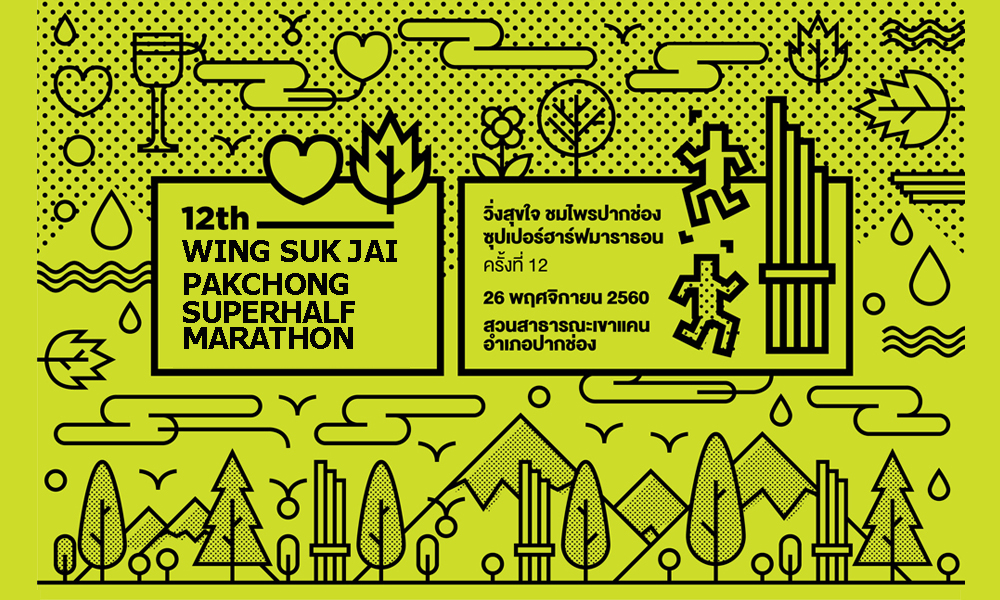 12th
WING SUK JAI
PAKCHONG
SUPERHALF
MARATHON
วิ่งสุขใจ ชมไพรปากช่อง
ซุปเปอร์ฮาร์ฟมาราธอน
ครั้งที่ 12
26 พฤศจิกายน 2560
สวนสาธารณะเขาแคน
อำเภอปากช่อง